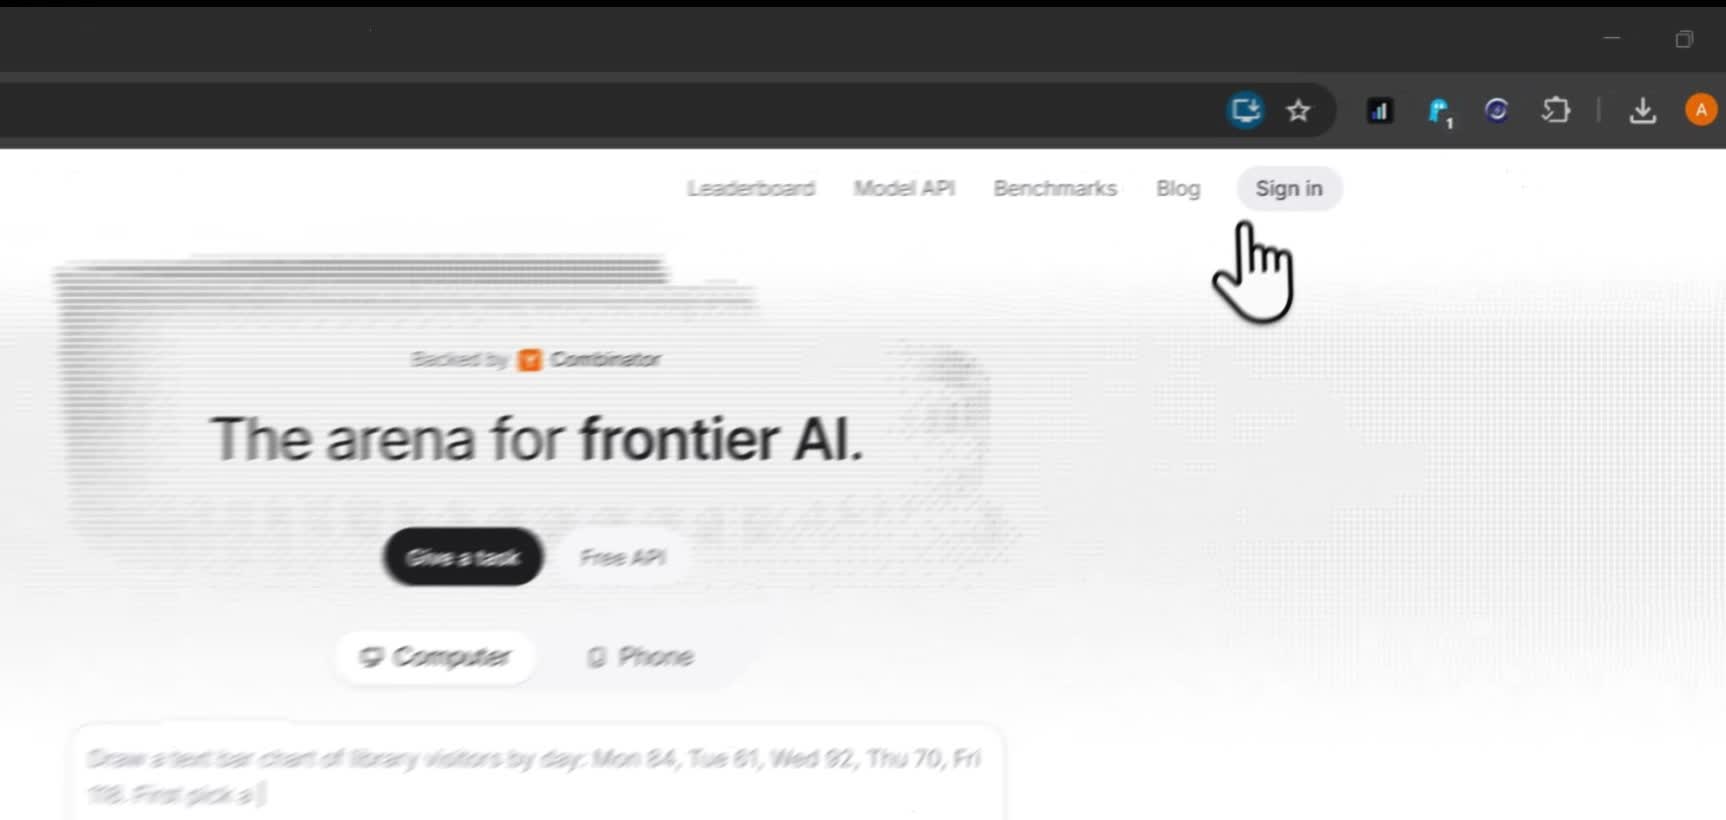 1
A
Leaderboard Model API Benchmarks Blog Sign in
Backed by Y Combinator
The arena for frontier AI.
Give a task Free API
Computer Phone
Draw a text bar chart of library visitors by day: Mon 84, Tue 61, Wed 92, Thu 70, Fri
118. First pick a